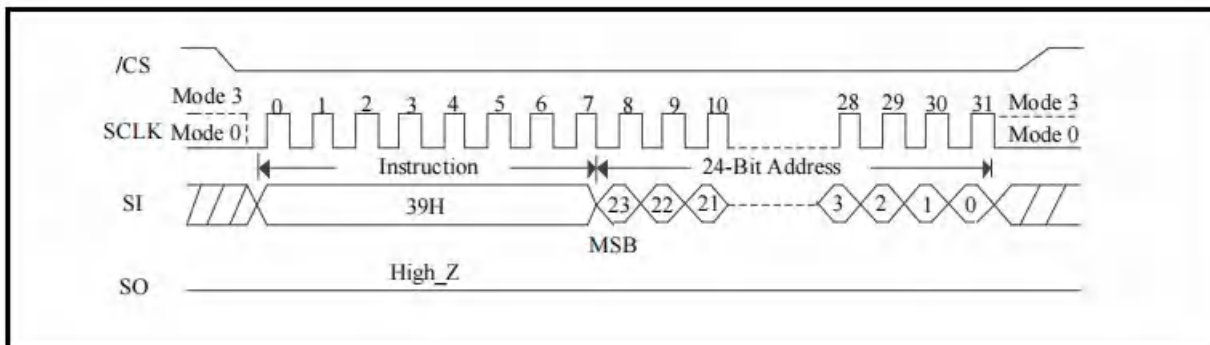 /CS
Mode 3 0 1 2 3 4 5 6 7 8 9 10 28 29 30 31 Mode 3
SCLK Mode 0 Mode 0
Instruction 24-Bit Address
SI 39H 23 22 21 3 2 1 0
MSB
High_Z
SO